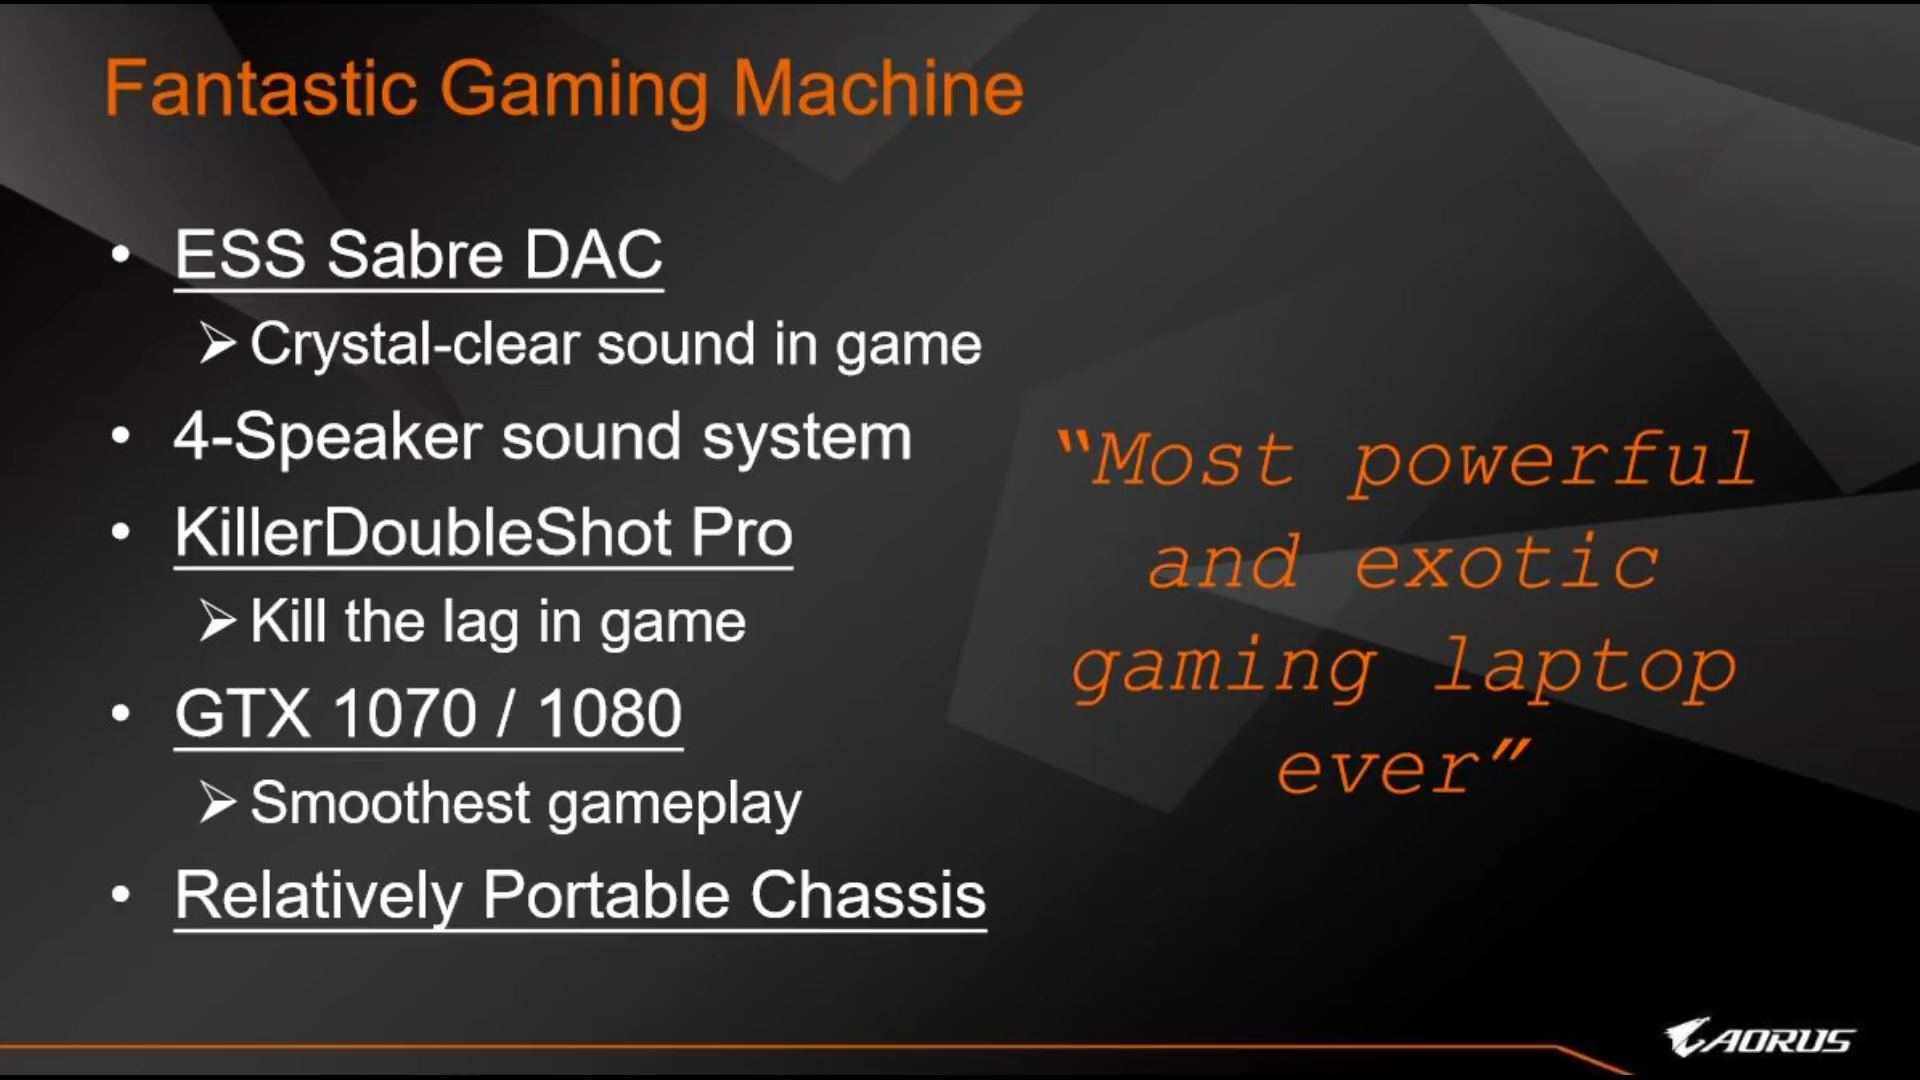 Fantastic Gaming Machine
• ESS Sabre DAC
➢ Crystal-clear sound in game
• 4-Speaker sound system
• KillerDoubleShot Pro
➢ Kill the lag in game
• GTX 1070 / 1080
➢ Smoothest gameplay
• Relatively Portable Chassis
“Most powerful
and exotic
gaming laptop
ever”
AORUS